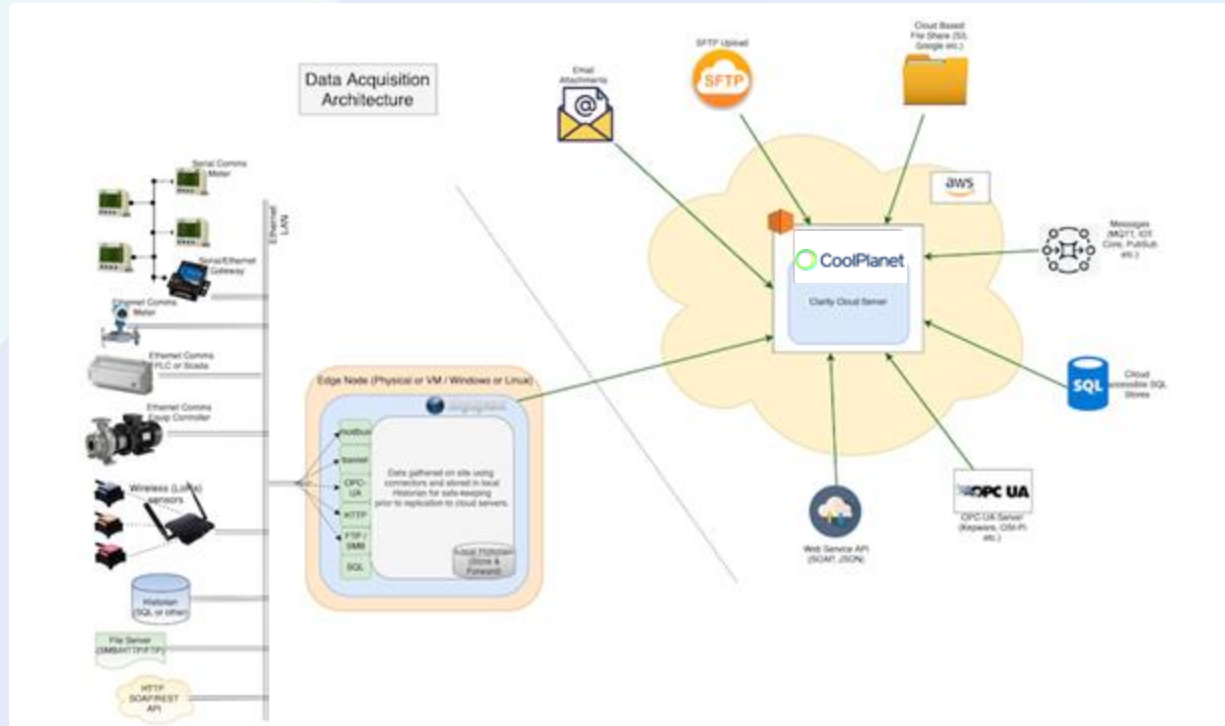 Data Acquisition
Architecture
Email
Attachments
SFTP Upload
SFTP
Cloud Based
File Share (S3,
Google etc.)
aws
Messages
(MQTT, IOT
Core, PubSub
etc.)
CoolPlanet
Clarity Cloud Server
SQL
Cloud
SQL
Stores
OPC UA
OPC-UA Server
(Kepware, OSI-PI
etc.)
Web Service API
(SOAP, JSON)
Serial Comms
Meter
Ethernet
LAN
Serial/Ethernet
Gateway
Ethernet Comms
Meter
Ethernet Comms
PLC or Scada
Ethernet Comms
Equip Controller
Wireless (LoRa)
sensors
Historian
(SQL or other)
File Server
(SMB/HTTP/FTP)
HTTP
SOAP/REST
API
Edge Node (Physical or VM / Windows or Linux)
modbus
OPC-
UA
HTTP
FTP /
SMB
SQL
Data gathered on site using
connectors and stored in local
Historian for safe-keeping
prior to replication to cloud servers.
Local Historian
(Store &
Forward)